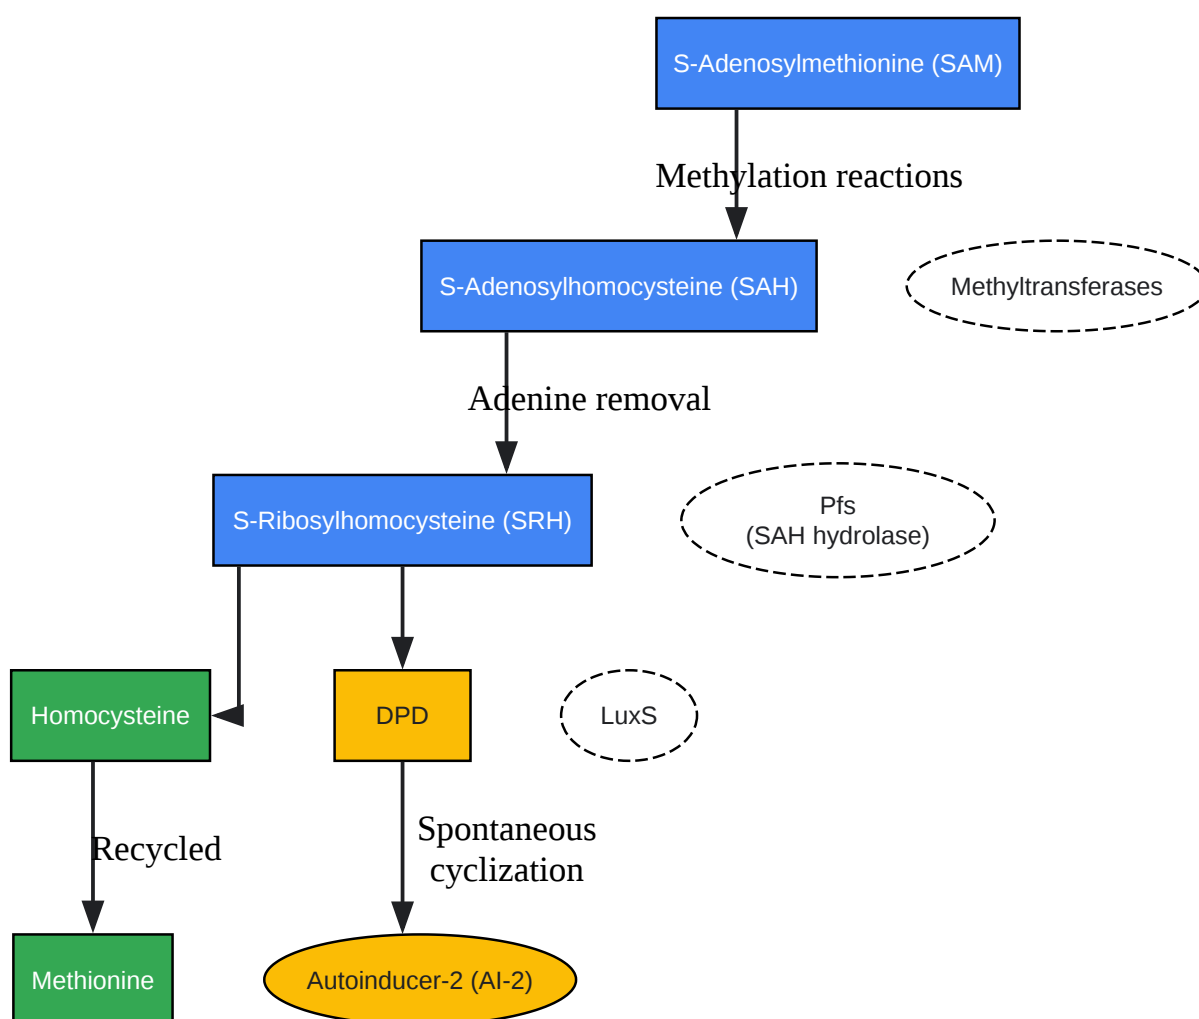 S-Adenosylmethionine (SAM)
Methylation reactions
S-Adenosylhomocysteine (SAH)
Methyltransferases
Adenine removal
S-Ribosylhomocysteine (SRH)
Pfs
(SAH hydrolase)
Homocysteine
DPD
LuxS
Recycled
Spontaneous
cyclization
Methionine
Autoinducer-2 (AI-2)